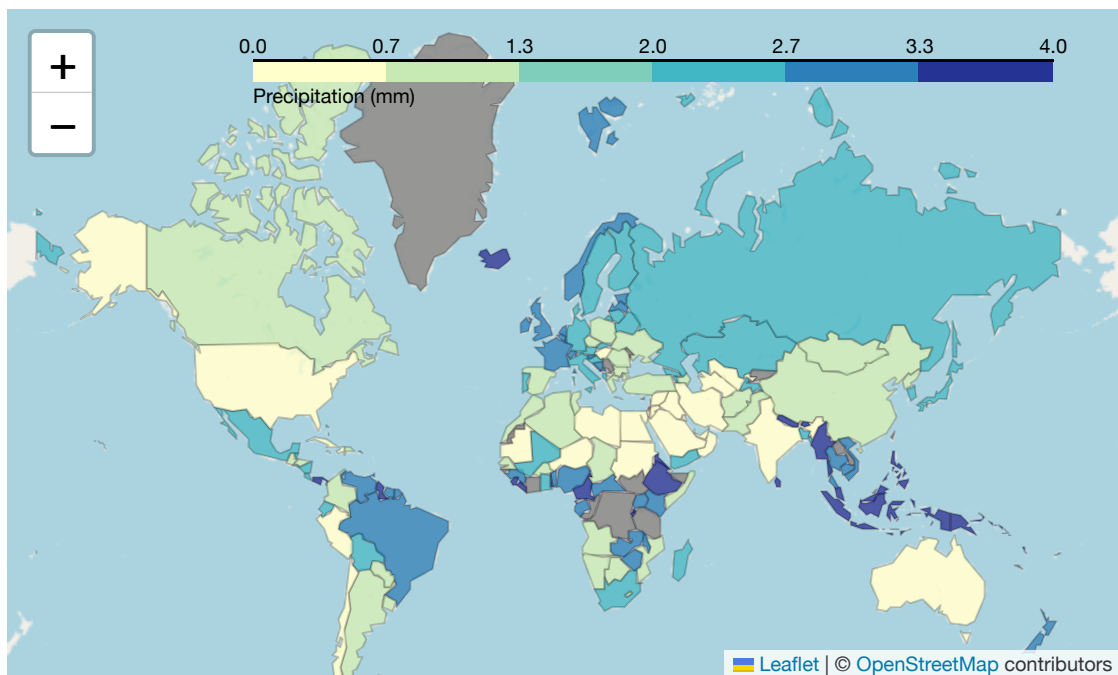 +
−
0.0 0.7 1.3 2.0 2.7 3.3 4.0
Precipitation (mm)
Leaflet | © OpenStreetMap contributors